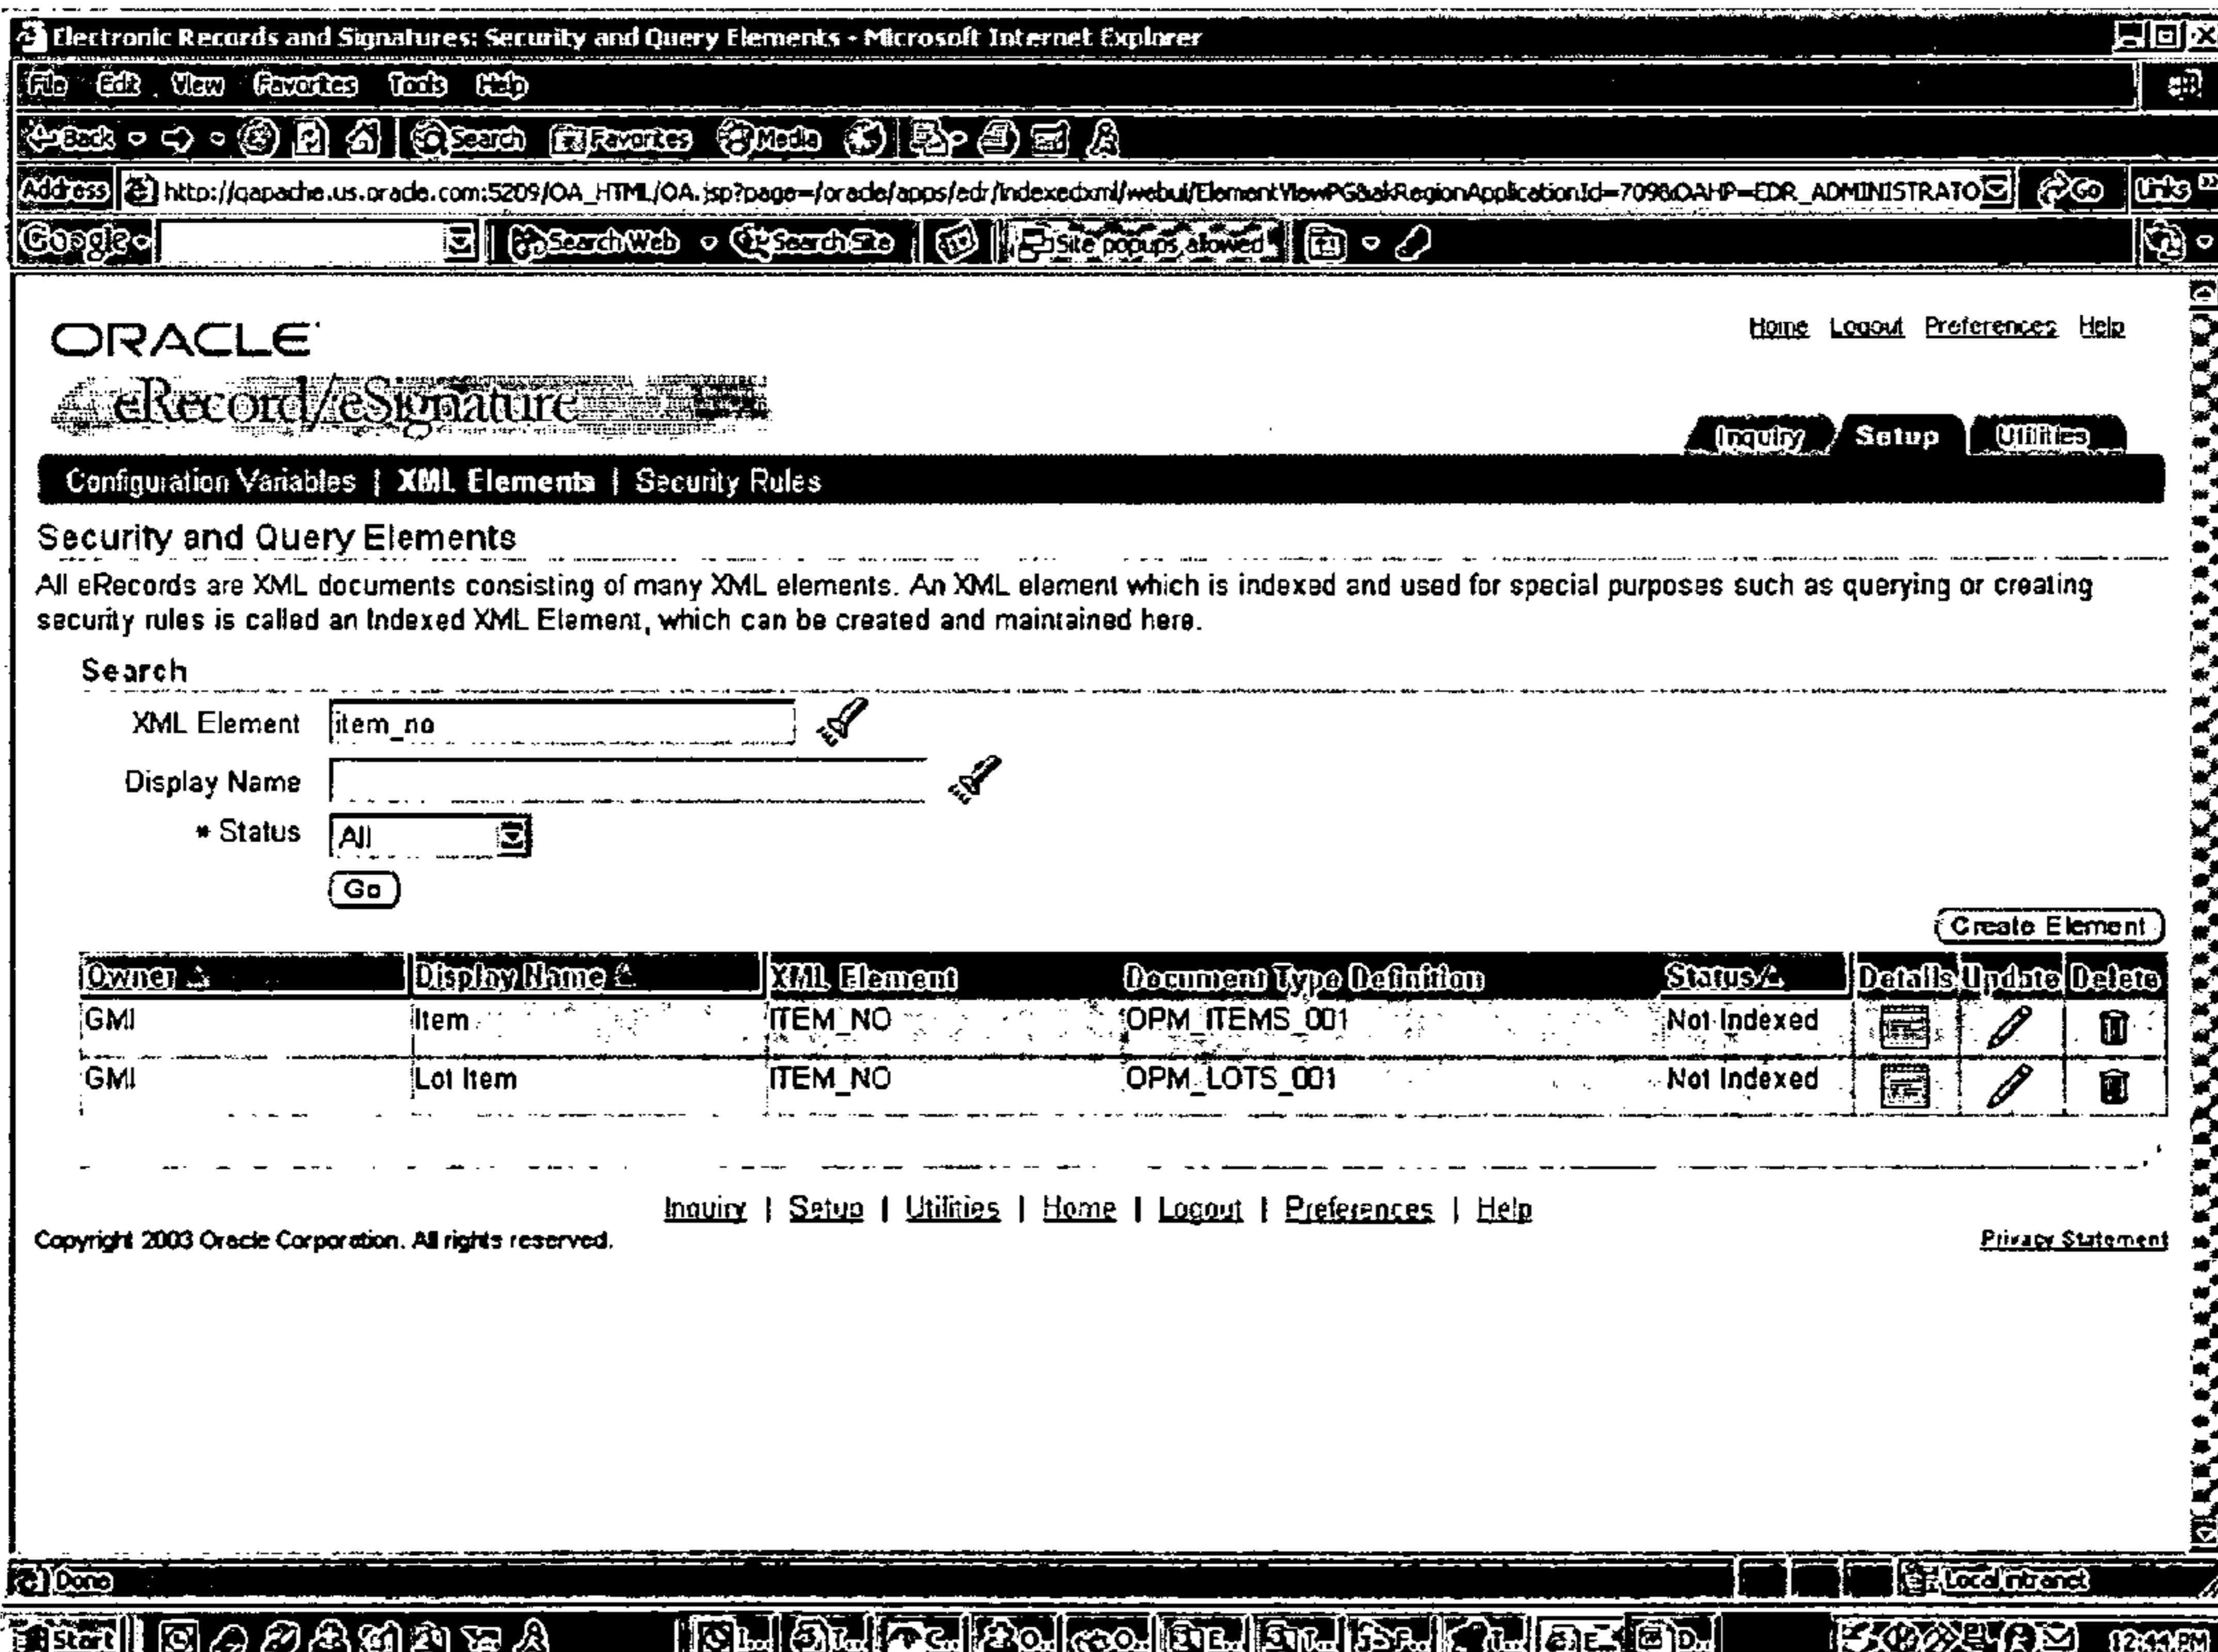 Electronic Records and Signatures: Security and Query Elements - Microsoft Internet Explorer
File Edit View Favorites Tools Help
Back Search Favorites Media
Address http://qapache.us.oracle.com:5209/OA_HTML/OA.jsp?page=/oracle/apps/edr/indexedxml/webui/ElementViewPG&akRegionApplicationId=709&OAHP=EDR_ADMINISTRATO Go Links »
Google Search Web Search Site Site popups allowed
ORACLE
Home Logout Preferences Help
eRecord/eSignature
Inquiry Setup Utilities
Configuration Variables | XML Elements | Security Rules
Security and Query Elements
All eRecords are XML documents consisting of many XML elements. An XML element which is indexed and used for special purposes such as querying or creating
security rules is called an Indexed XML Element, which can be created and maintained here.
Search
XML Element item_no
Display Name
* Status All
Go
Create Element
Owner Display Name XML Element Document Type Definition Status Details Update Delete
GMI Item ITEM_NO OPM_ITEMS_001 Not Indexed
GMI Lot Item ITEM_NO OPM_LOTS_001 Not Indexed
Inquiry | Setup | Utilities | Home | Logout | Preferences | Help
Copyright 2003 Oracle Corporation. All rights reserved. Privacy Statement
Done Local intranet
Start 12:44 PM